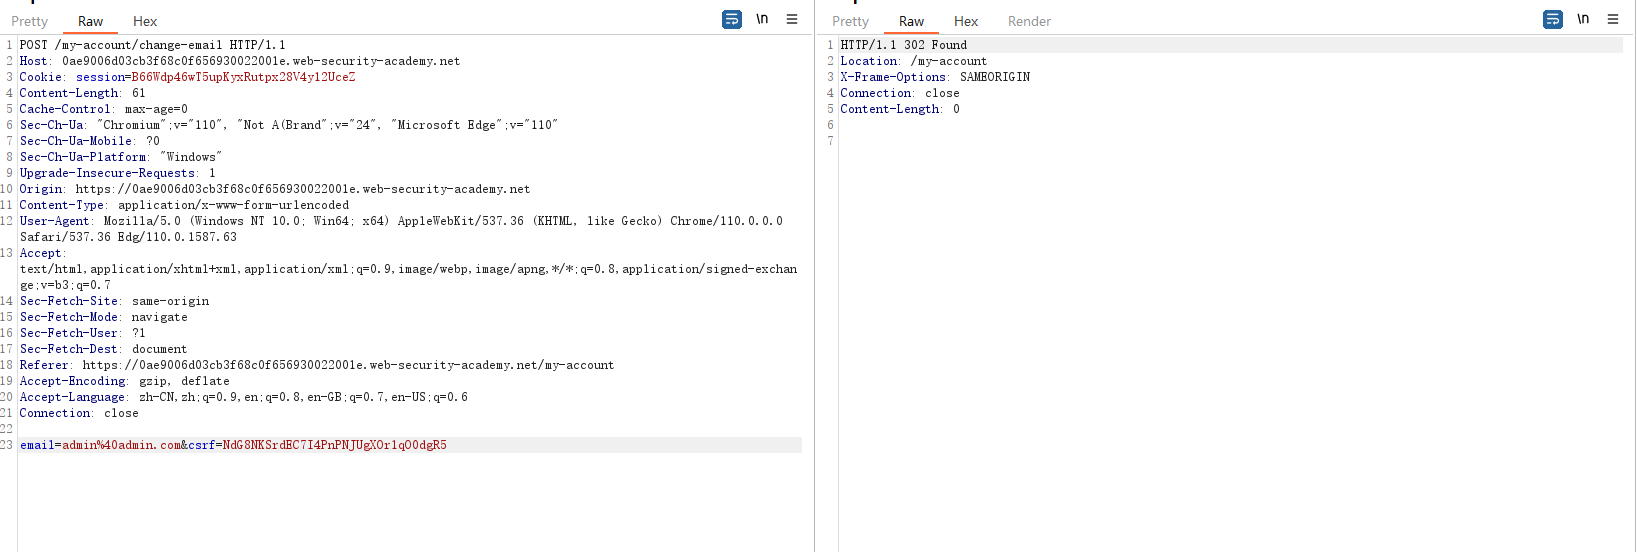 Pretty Raw Hex \n
1 POST /my-account/change-email HTTP/1.1
2 Host: 0ae9006d03cb3f68c0f656930022001e.web-security-academy.net
3 Cookie: session=B66Wdp46wT5upKyxRutpx28V4yl2UceZ
4 Content-Length: 61
5 Cache-Control: max-age=0
6 Sec-Ch-Ua: "Chromium";v="110", "Not A(Brand";v="24", "Microsoft Edge";v="110"
7 Sec-Ch-Ua-Mobile: ?0
8 Sec-Ch-Ua-Platform: "Windows"
9 Upgrade-Insecure-Requests: 1
10 Origin: https://0ae9006d03cb3f68c0f656930022001e.web-security-academy.net
11 Content-Type: application/x-www-form-urlencoded
12 User-Agent: Mozilla/5.0 (Windows NT 10.0; Win64; x64) AppleWebKit/537.36 (KHTML, like Gecko) Chrome/110.0.0.0
Safari/537.36 Edg/110.0.1587.63
13 Accept:
text/html,application/xhtml+xml,application/xml;q=0.9,image/webp,image/apng,*/*;q=0.8,application/signed-exchan
ge;v=b3;q=0.7
14 Sec-Fetch-Site: same-origin
15 Sec-Fetch-Mode: navigate
16 Sec-Fetch-User: ?1
17 Sec-Fetch-Dest: document
18 Referer: https://0ae9006d03cb3f68c0f656930022001e.web-security-academy.net/my-account
19 Accept-Encoding: gzip, deflate
20 Accept-Language: zh-CN,zh;q=0.9,en;q=0.8,en-GB;q=0.7,en-US;q=0.6
21 Connection: close
22
23 email=admin%40admin.com&csrf=NdG8NKSrdEC7I4PnPNJUgXOr1qO0dgR5
Pretty Raw Hex Render \n
1 HTTP/1.1 302 Found
2 Location: /my-account
3 X-Frame-Options: SAMEORIGIN
4 Connection: close
5 Content-Length: 0
6
7